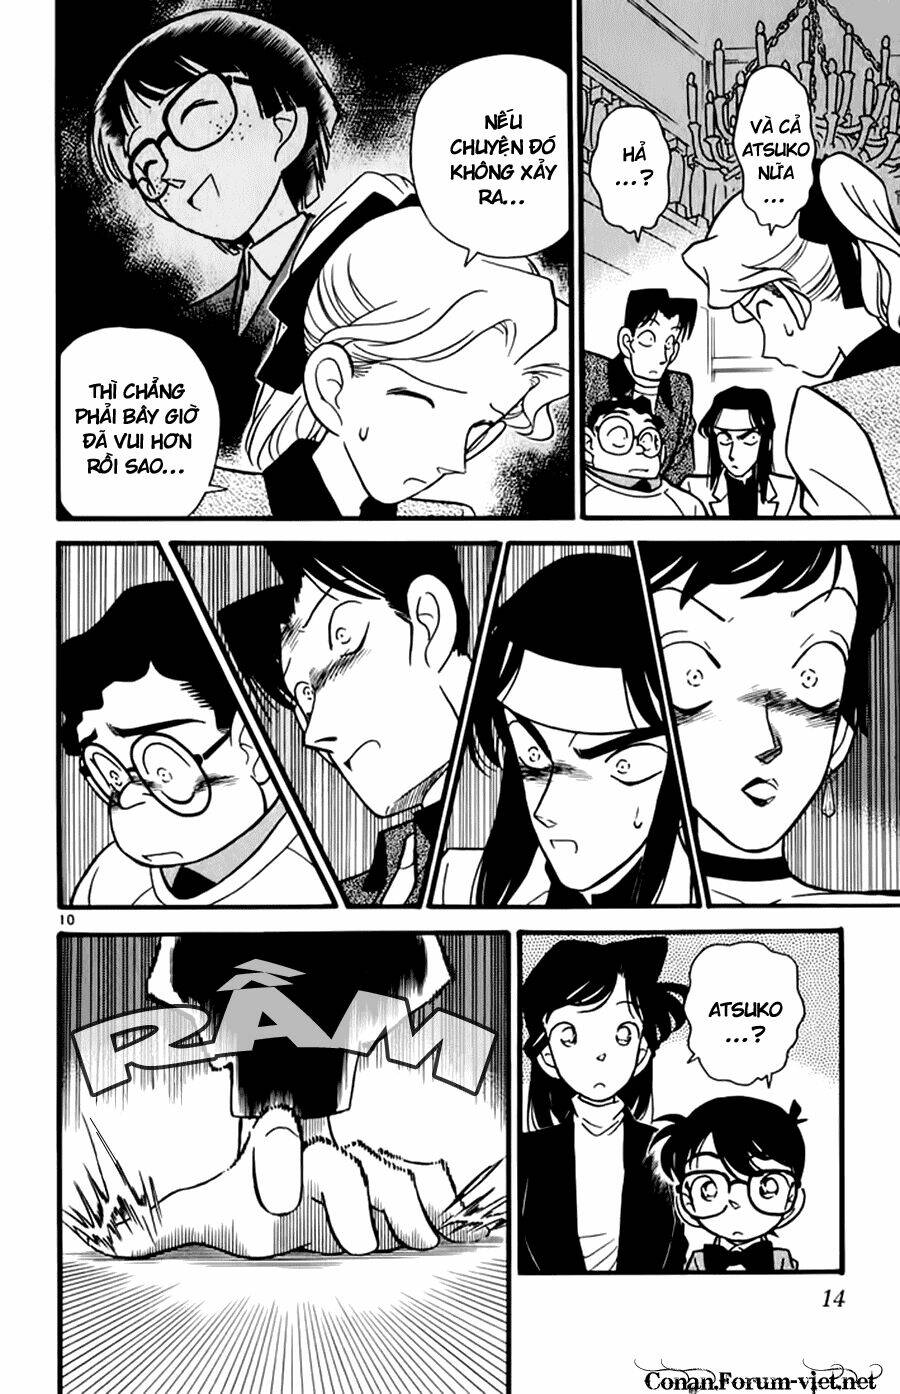 VÀ CẢ
ATSUKO
NỮA
...
HẢ
...?
NẾU
CHUYỆN ĐÓ
KHÔNG XẢY
RA...
THÌ CHẲNG
PHẢI BÂY GIỜ
ĐÃ VUI HƠN
RỒI SAO...
10
ATSUKO
...?
RẦM
14
Conan.Forum-viet.net